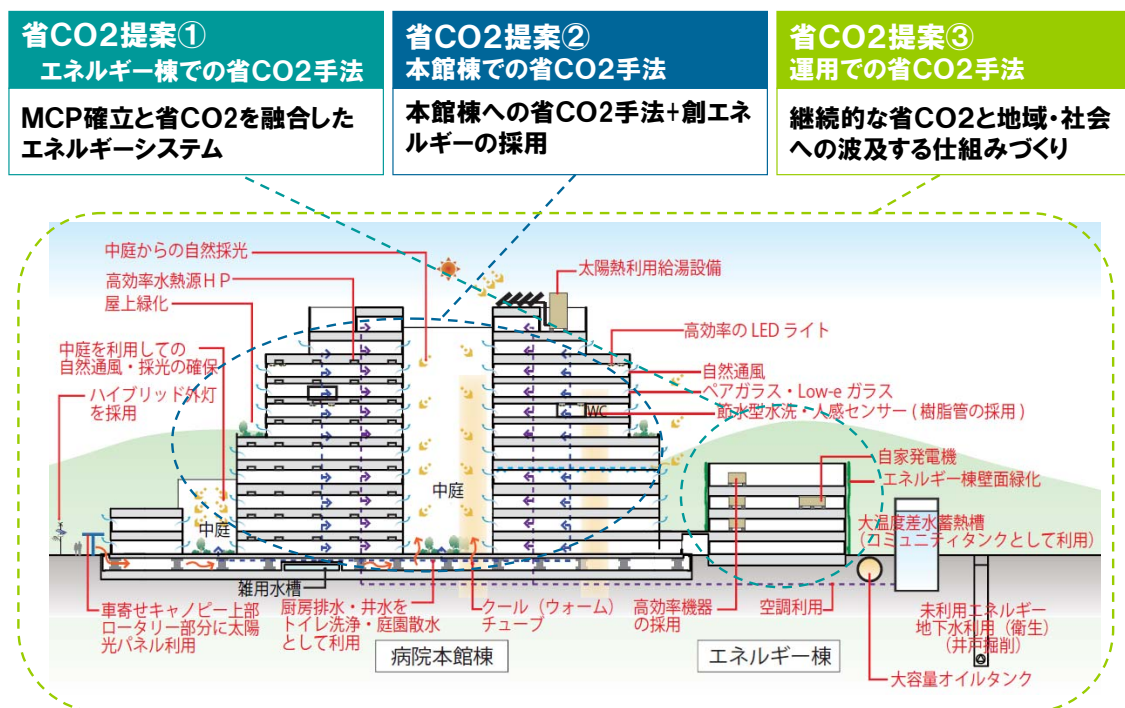 省CO2提案①
エネルギー棟での省CO2手法
MCP確立と省CO2を融合した
エネルギーシステム
省CO2提案②
本館棟での省CO2手法
本館棟への省CO2手法+創エネ
ルギーの採用
省CO2提案③
運用での省CO2手法
継続的な省CO2と地域・社会
への波及する仕組みづくり
中庭からの自然採光
高効率水熱源HP
屋上緑化
中庭を利用しての
自然通風・採光の確保
ハイブリッド外灯
を採用
太陽熱利用給湯設備
高効率のLEDライト
自然通風
ペアガラス・Low-eガラス
節水型水洗・人感センサー(樹脂管の採用)
WC
自家発電機
エネルギー棟壁面緑化
大温度差水蓄熱槽
(コミュニティタンクとして利用)
中庭
中庭
雑用水槽
車寄せキャノピー上部
ロータリー部分に太陽
光パネル利用
厨房排水・井水を
トイレ洗浄・庭園散水
として利用
クール(ウォーム)
チューブ
高効率機器
の採用
空調利用
未利用エネルギー
地下水利用(衛生)
(井戸掘削)
大容量オイルタンク
病院本館棟
エネルギー棟